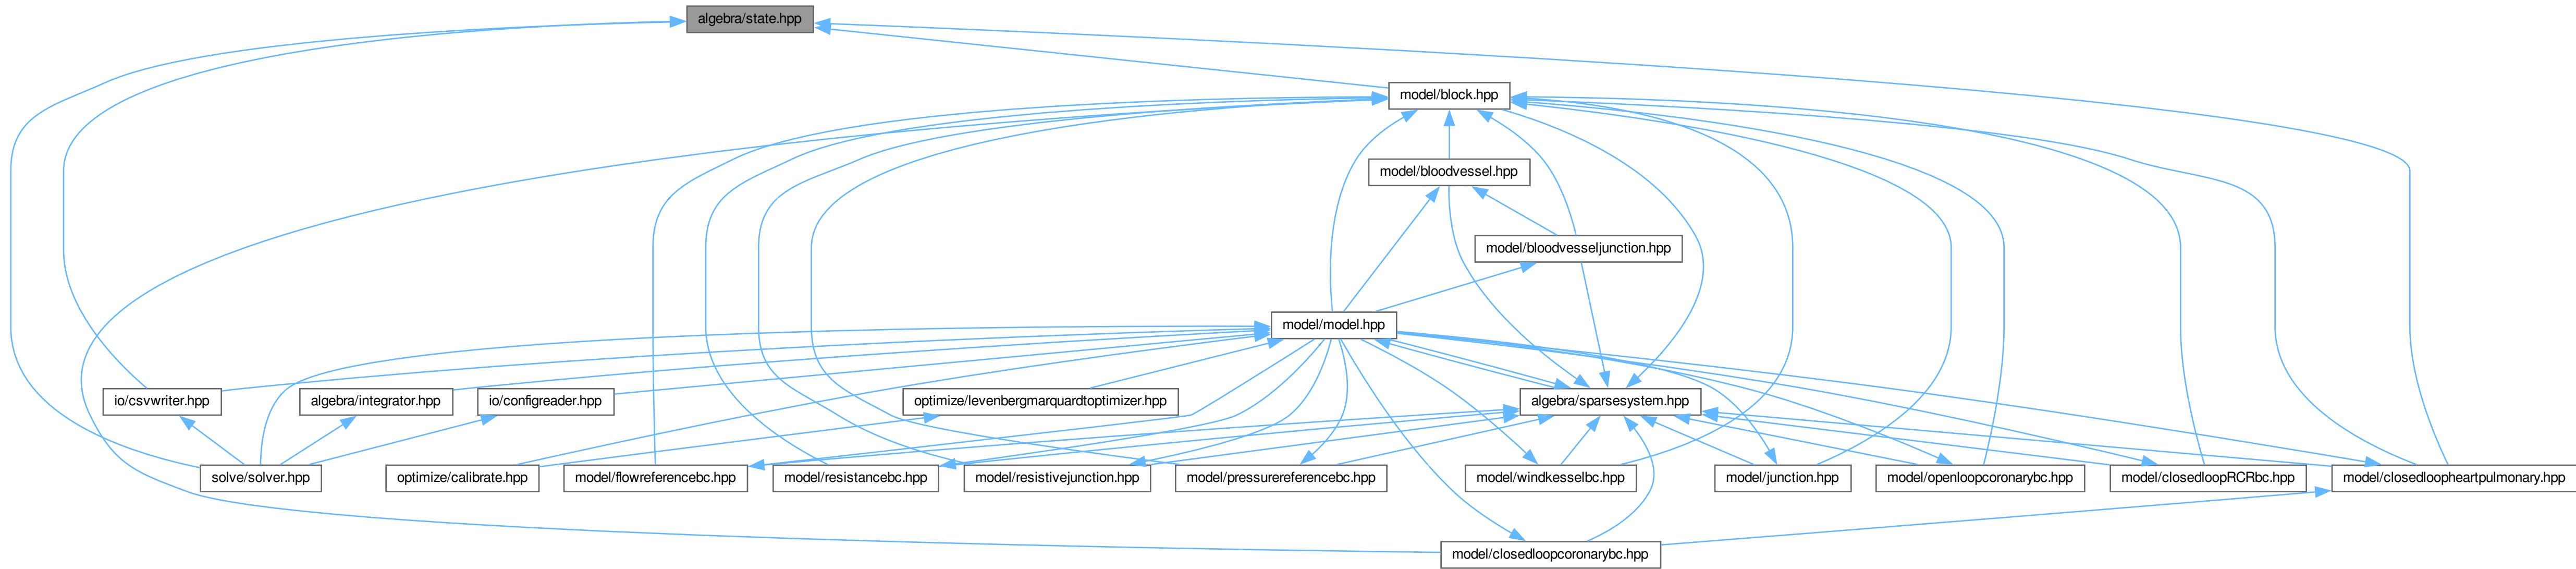 algebra/state.hpp
model/block.hpp
model/bloodvessel.hpp
model/bloodvesseljunction.hpp
model/model.hpp
io/csvwriter.hpp
algebra/integrator.hpp
io/configreader.hpp
optimize/levenbergmarquardtoptimizer.hpp
algebra/sparsesystem.hpp
solve/solver.hpp
optimize/calibrate.hpp
model/flowreferencebc.hpp
model/resistancebc.hpp
model/resistivejunction.hpp
model/pressurereferencebc.hpp
model/windkesselbc.hpp
model/junction.hpp
model/openloopcoronarybc.hpp
model/closedloopRCRbc.hpp
model/closedloopheartpulmonary.hpp
model/closedloopcoronarybc.hpp